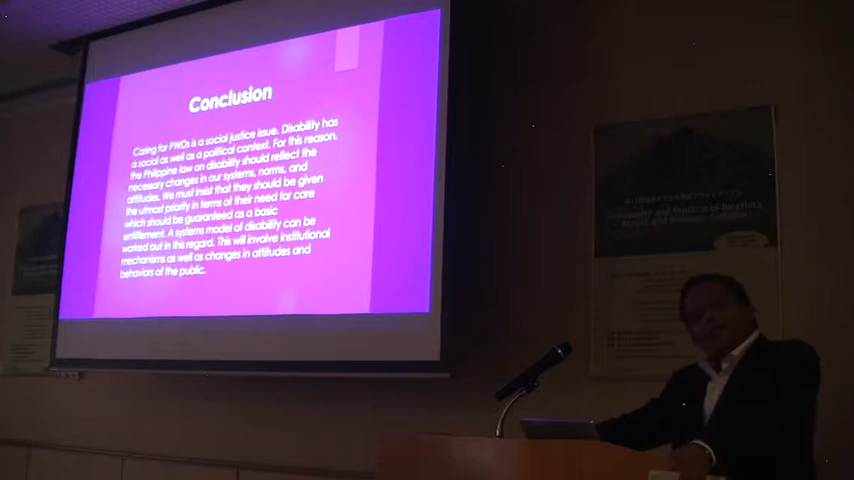 Conclusion
Caring for PWDs is a social justice issue. Disability has
a social as well as a political context. For this reason,
the Philippine law on disability should reflect the
necessary changes in our systems, norms, and
attitudes. We must insist that they should be given
the utmost priority in terms of their need for care
which should be guaranteed as a basic
entitlement. A systems model of disability can be
worked out in this regard. This will involve institutional
mechanisms as well as changes in attitudes and
behaviors of the public.